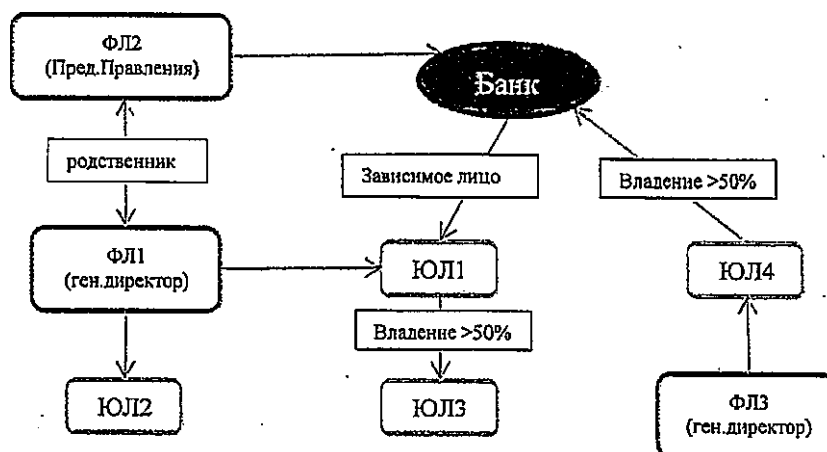 ФЛ2
(Пред.Правления)
Банк
родственник
Зависимое лицо
Владение >50%
ФЛ1
(ген.директор)
ЮЛ1
ЮЛ4
Владение >50%
ЮЛ2
ЮЛ3
ФЛ3
(ген.директор)